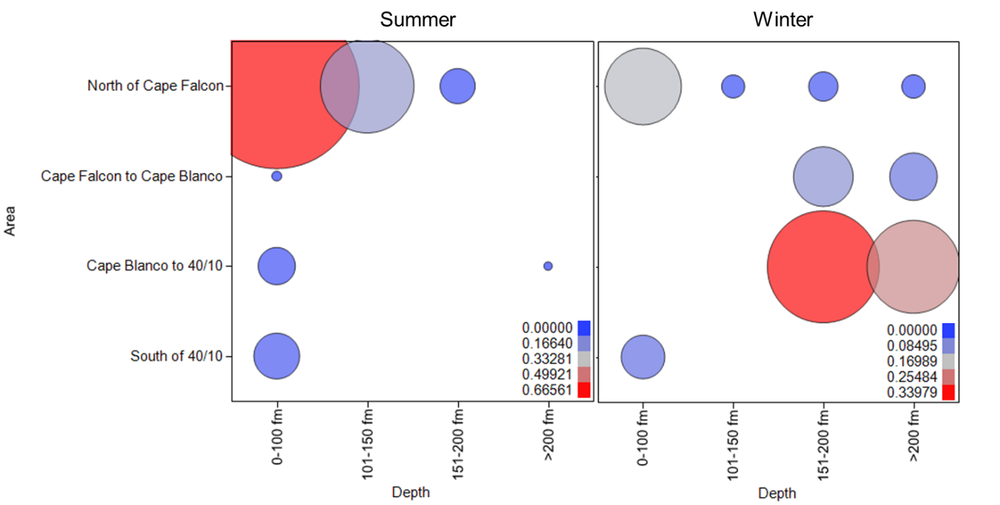 Summer
Winter
Area
North of Cape Falcon
Cape Falcon to Cape Blanco
Cape Blanco to 40/10
South of 40/10
0.00000
0.16640
0.33281
0.49921
0.66561
0.00000
0.08495
0.16989
0.25484
0.33979
0-100 fm
101-150 fm
151-200 fm
>200 fm
0-100 fm
101-150 fm
151-200 fm
>200 fm
Depth
Depth